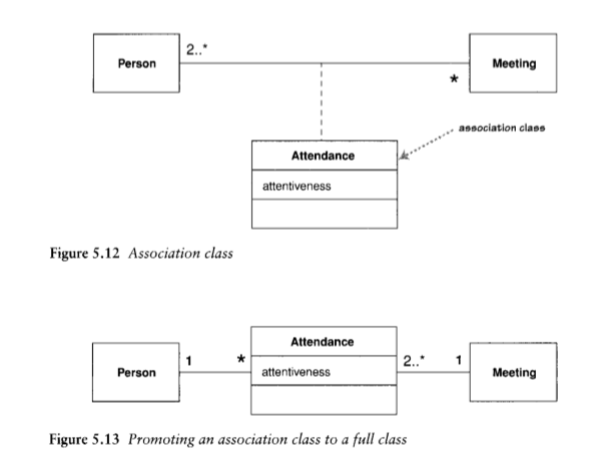 2..*
Person
Meeting
*
association class
Attendance
attentiveness
Figure 5.12 Association class
Attendance
1
*
2..*
1
Person
attentiveness
Meeting
Figure 5.13 Promoting an association class to a full class